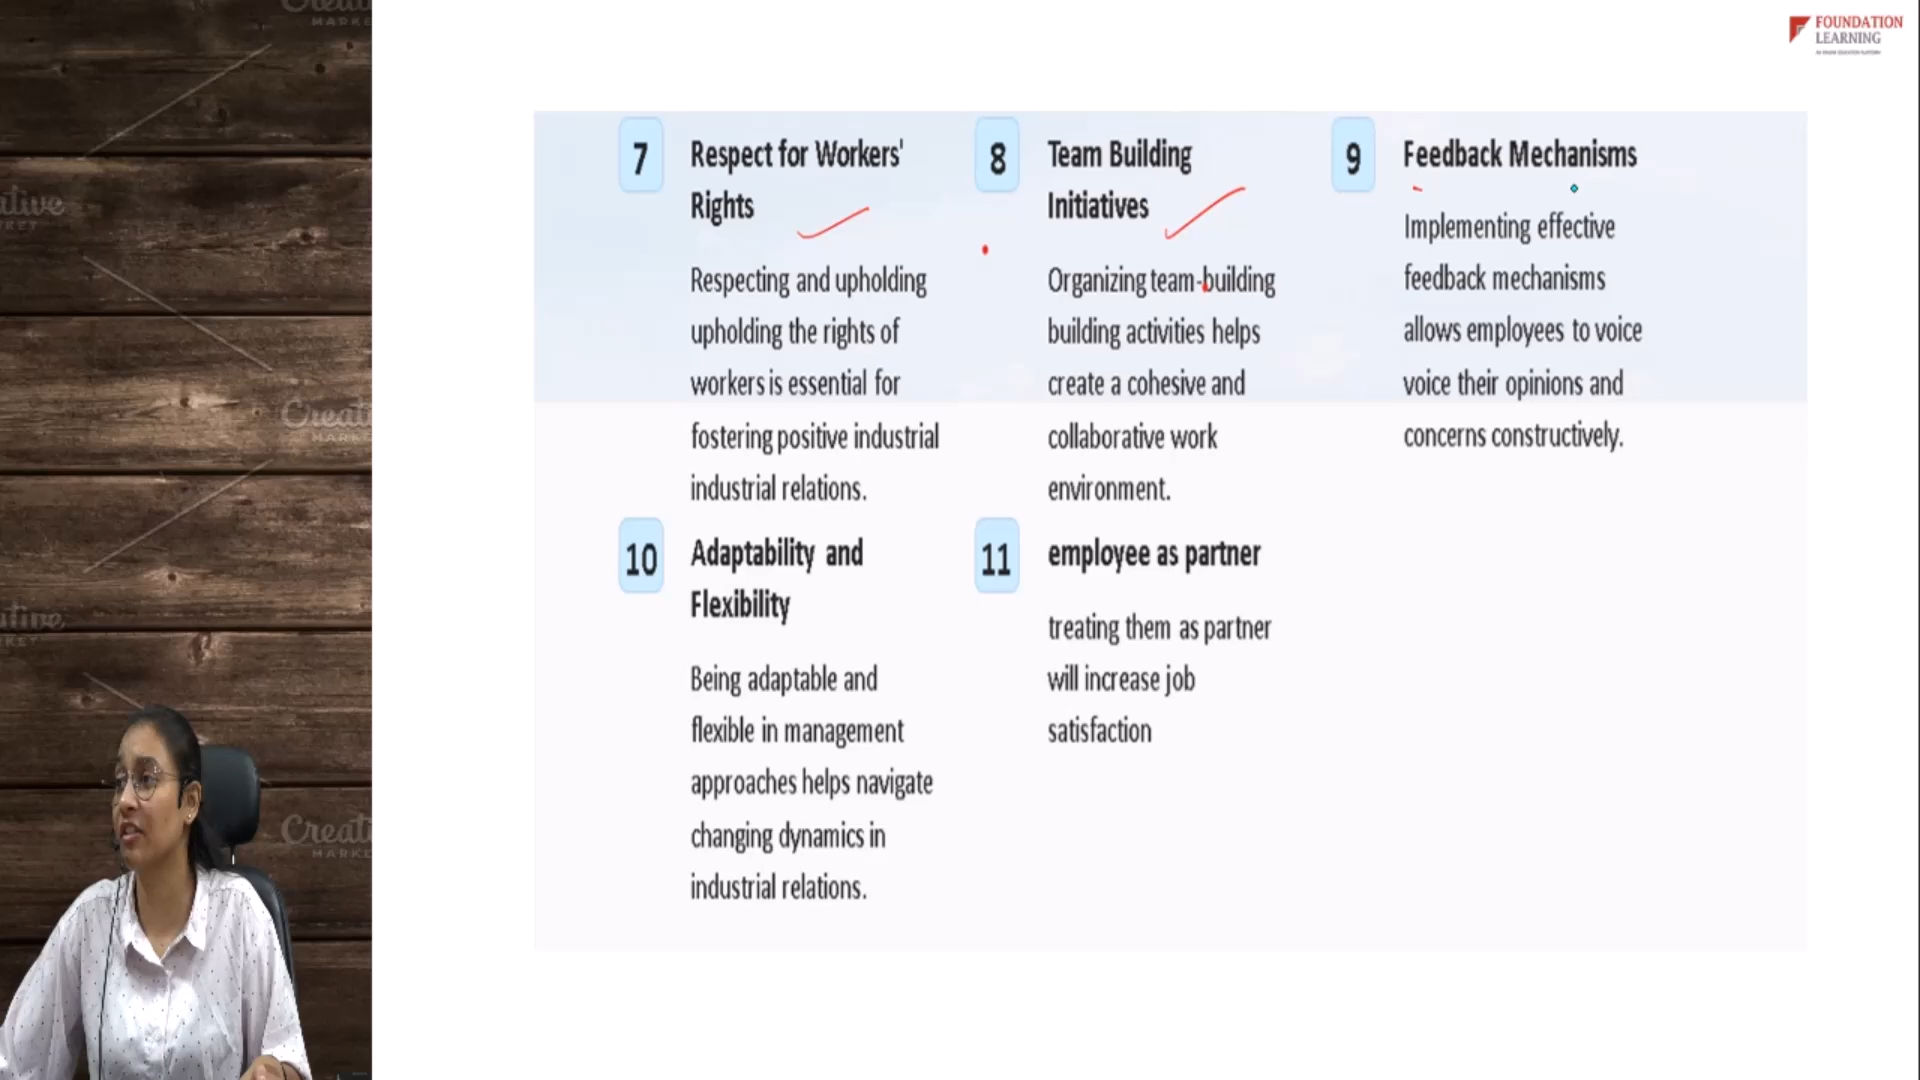 FOUNDATION
LEARNING
7
Respect for Workers'
Rights
Respecting and upholding
upholding the rights of
workers is essential for
fostering positive industrial
industrial relations.
8
Team Building
Initiatives
Organizing team-building
building activities helps
create a cohesive and
collaborative work
environment.
9
Feedback Mechanisms
Implementing effective
feedback mechanisms
allows employees to voice
voice their opinions and
concerns constructively.
10
Adaptability and
Flexibility
Being adaptable and
flexible in management
approaches helps navigate
changing dynamics in
industrial relations.
11
employee as partner
treating them as partner
will increase job
satisfaction